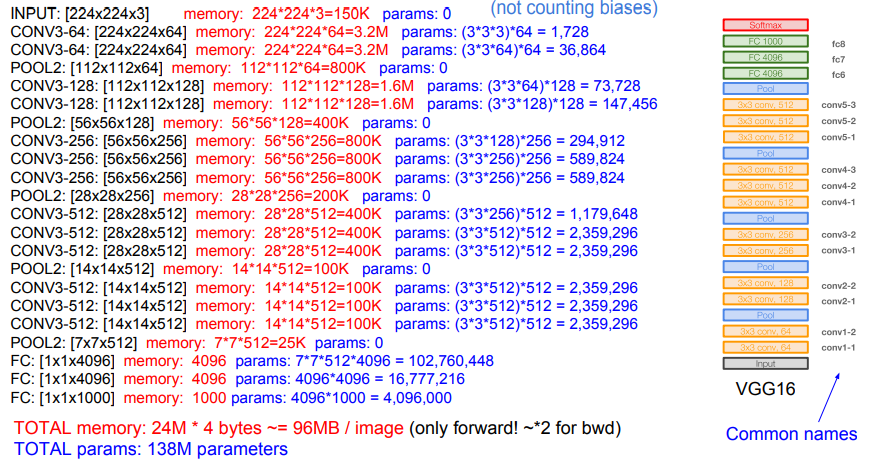 (not counting biases)
INPUT: [224x224x3] memory: 224*224*3=150K params: 0
CONV3-64: [224x224x64] memory: 224*224*64=3.2M params: (3*3*3)*64 = 1,728
CONV3-64: [224x224x64] memory: 224*224*64=3.2M params: (3*3*64)*64 = 36,864
POOL2: [112x112x64] memory: 112*112*64=800K params: 0
CONV3-128: [112x112x128] memory: 112*112*128=1.6M params: (3*3*64)*128 = 73,728
CONV3-128: [112x112x128] memory: 112*112*128=1.6M params: (3*3*128)*128 = 147,456
POOL2: [56x56x128] memory: 56*56*128=400K params: 0
CONV3-256: [56x56x256] memory: 56*56*256=800K params: (3*3*128)*256 = 294,912
CONV3-256: [56x56x256] memory: 56*56*256=800K params: (3*3*256)*256 = 589,824
CONV3-256: [56x56x256] memory: 56*56*256=800K params: (3*3*256)*256 = 589,824
POOL2: [28x28x256] memory: 28*28*256=200K params: 0
CONV3-512: [28x28x512] memory: 28*28*512=400K params: (3*3*256)*512 = 1,179,648
CONV3-512: [28x28x512] memory: 28*28*512=400K params: (3*3*512)*512 = 2,359,296
CONV3-512: [28x28x512] memory: 28*28*512=400K params: (3*3*512)*512 = 2,359,296
POOL2: [14x14x512] memory: 14*14*512=100K params: 0
CONV3-512: [14x14x512] memory: 14*14*512=100K params: (3*3*512)*512 = 2,359,296
CONV3-512: [14x14x512] memory: 14*14*512=100K params: (3*3*512)*512 = 2,359,296
CONV3-512: [14x14x512] memory: 14*14*512=100K params: (3*3*512)*512 = 2,359,296
POOL2: [7x7x512] memory: 7*7*512=25K params: 0
FC: [1x1x4096] memory: 4096 params: 7*7*512*4096 = 102,760,448
FC: [1x1x4096] memory: 4096 params: 4096*4096 = 16,777,216
FC: [1x1x1000] memory: 1000 params: 4096*1000 = 4,096,000
TOTAL memory: 24M * 4 bytes ~= 96MB / image (only forward! ~*2 for bwd)
TOTAL params: 138M parameters
Softmax
FC 1000 fc8
FC 4096 fc7
FC 4096 fc6
Pool
3x3 conv, 512 conv5-3
3x3 conv, 512 conv5-2
3x3 conv, 512 conv5-1
Pool
3x3 conv, 512 conv4-3
3x3 conv, 512 conv4-2
3x3 conv, 512 conv4-1
Pool
3x3 conv, 256 conv3-2
3x3 conv, 256 conv3-1
Pool
3x3 conv, 128 conv2-2
3x3 conv, 128 conv2-1
Pool
3x3 conv, 64 conv1-2
3x3 conv, 64 conv1-1
Input
VGG16
Common names